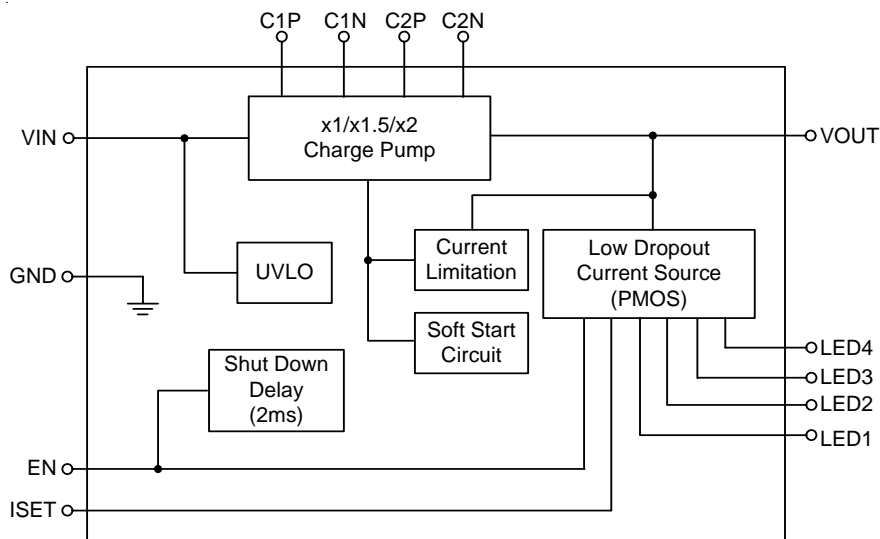 C1P C1N C2P C2N
x1/x1.5/x2
Charge Pump
VIN
VOUT
UVLO
Current
Limitation
Low Dropout
Current Source
(PMOS)
GND
Soft Start
Circuit
Shut Down
Delay
(2ms)
LED4
LED3
LED2
LED1
EN
ISET